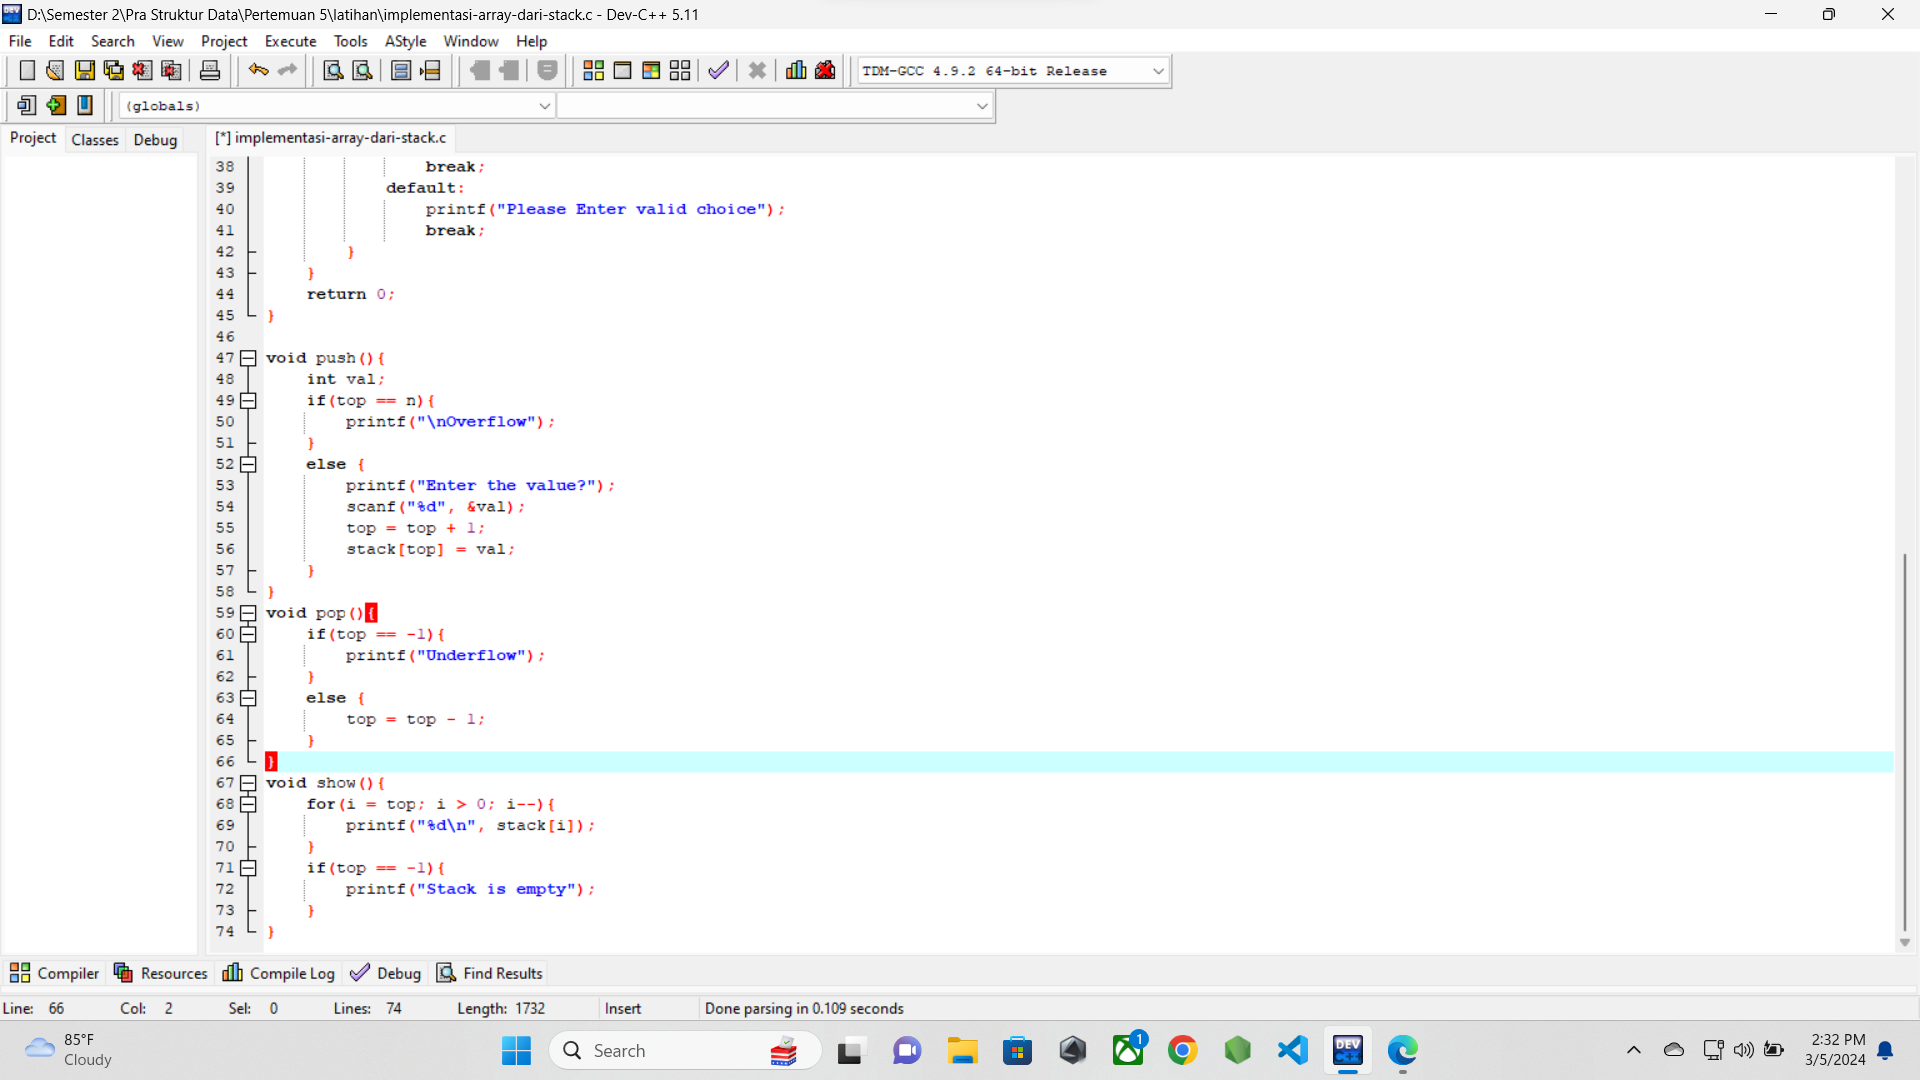 D:\Semester 2\Pra Struktur Data\Pertemuan 5\latihan\implementasi-array-dari-stack.c - Dev-C++ 5.11
File Edit Search View Project Execute Tools AStyle Window Help
TDM-GCC 4.9.2 64-bit Release
(globals)
Project Classes Debug [*] implementasi-array-dari-stack.c
38 break;
39 default:
40 printf("Please Enter valid choice");
41 break;
42 }
43 }
44 return 0;
45 }
46
47 void push(){
48 int val;
49 if(top == n){
50 printf("\nOverflow");
51 }
52 else {
53 printf("Enter the value?");
54 scanf("%d", &val);
55 top = top + 1;
56 stack[top] = val;
57 }
58 }
59 void pop(){
60 if(top == -1){
61 printf("Underflow");
62 }
63 else {
64 top = top - 1;
65 }
66 }
67 void show(){
68 for(i = top; i > 0; i--){
69 printf("%d\n", stack[i]);
70 }
71 if(top == -1){
72 printf("Stack is empty");
73 }
74 }
Compiler Resources Compile Log Debug Find Results
Line: 66 Col: 2 Sel: 0 Lines: 74 Length: 1732 Insert Done parsing in 0.109 seconds
85°F
Cloudy
Search
1
DEV
C++
2:32 PM
3/5/2024